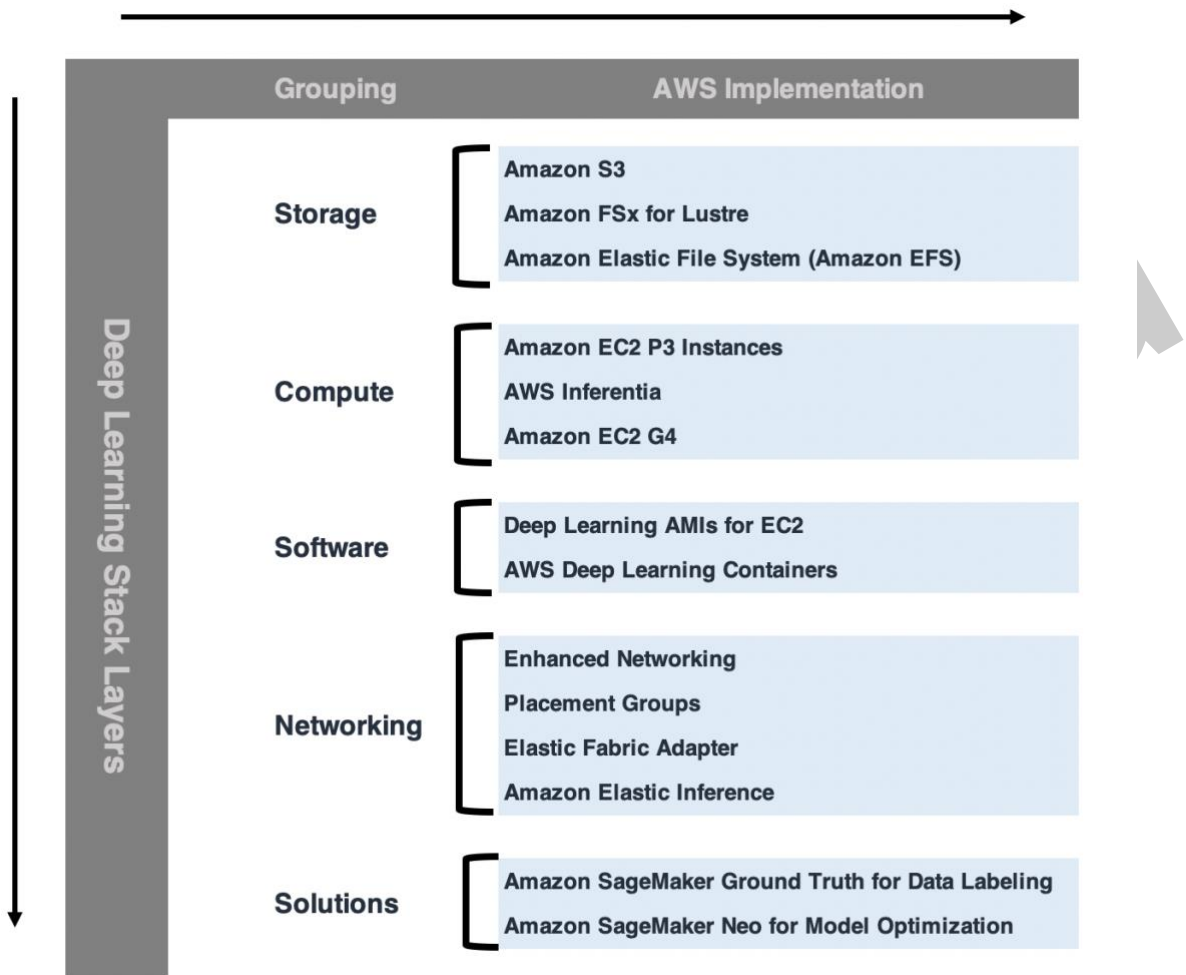 Grouping AWS Implementation
Deep Learning Stack Layers
Storage
Amazon S3
Amazon FSx for Lustre
Amazon Elastic File System (Amazon EFS)
Compute
Amazon EC2 P3 Instances
AWS Inferentia
Amazon EC2 G4
Software
Deep Learning AMIs for EC2
AWS Deep Learning Containers
Networking
Enhanced Networking
Placement Groups
Elastic Fabric Adapter
Amazon Elastic Inference
Solutions
Amazon SageMaker Ground Truth for Data Labeling
Amazon SageMaker Neo for Model Optimization